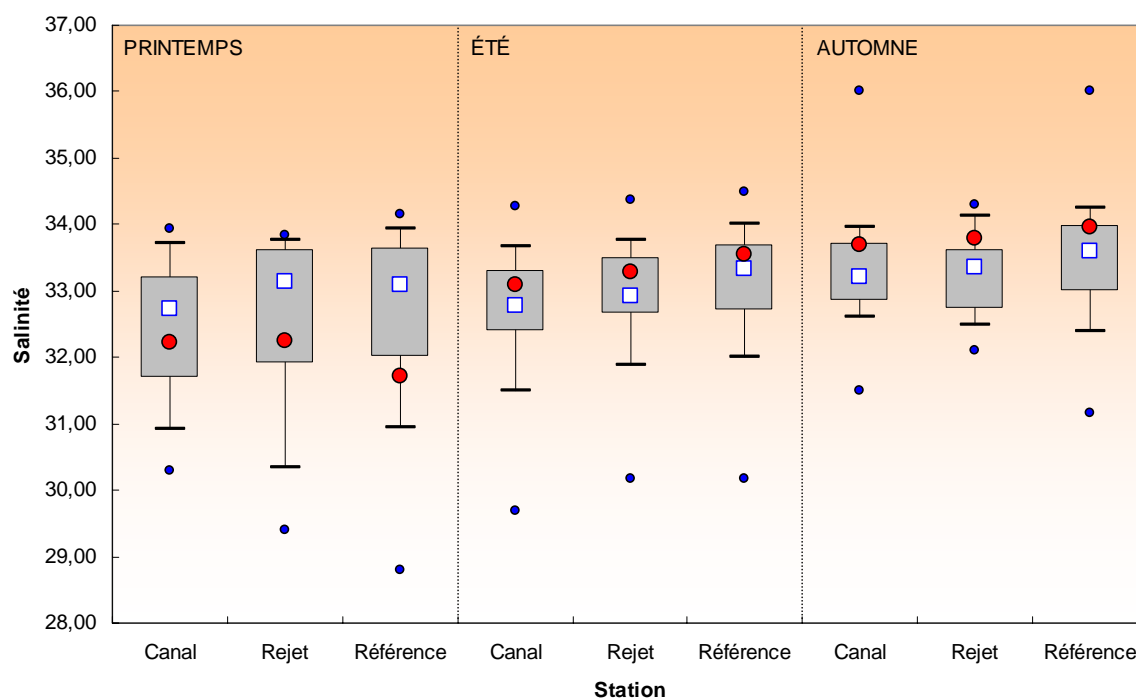 37,00
PRINTEMPS ÉTÉ AUTOMNE
36,00
35,00
34,00
33,00
32,00
31,00
30,00
29,00
28,00
Salinité
Canal Rejet Référence Canal Rejet Référence Canal Rejet Référence
Station